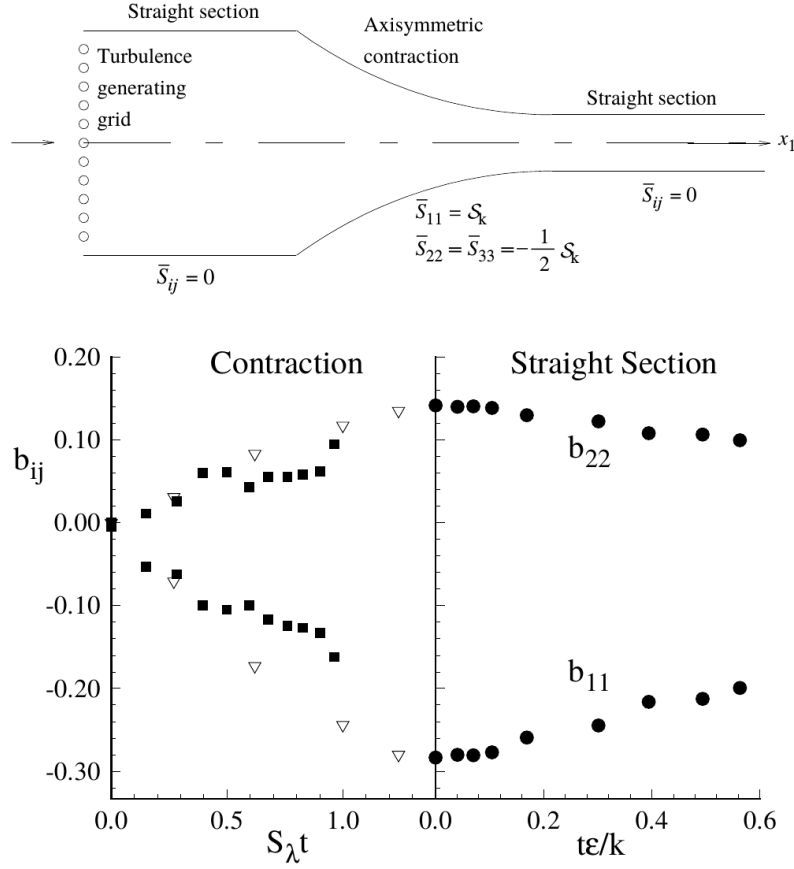 Straight section
Axisymmetric
contraction
Turbulence
generating
grid
Straight section
x₁
S̅ᵢⱼ = 0
S̅₁₁ = 𝒮ₖ
S̅₂₂ = S̅₃₃ = -1/2 𝒮ₖ
S̅ᵢⱼ = 0
Contraction
Straight Section
bᵢⱼ
0.20
0.10
0.00
-0.10
-0.20
-0.30
b₂₂
b₁₁
0.0 0.5 1.0 0.0 0.2 0.4 0.6
S_λt
tε/k